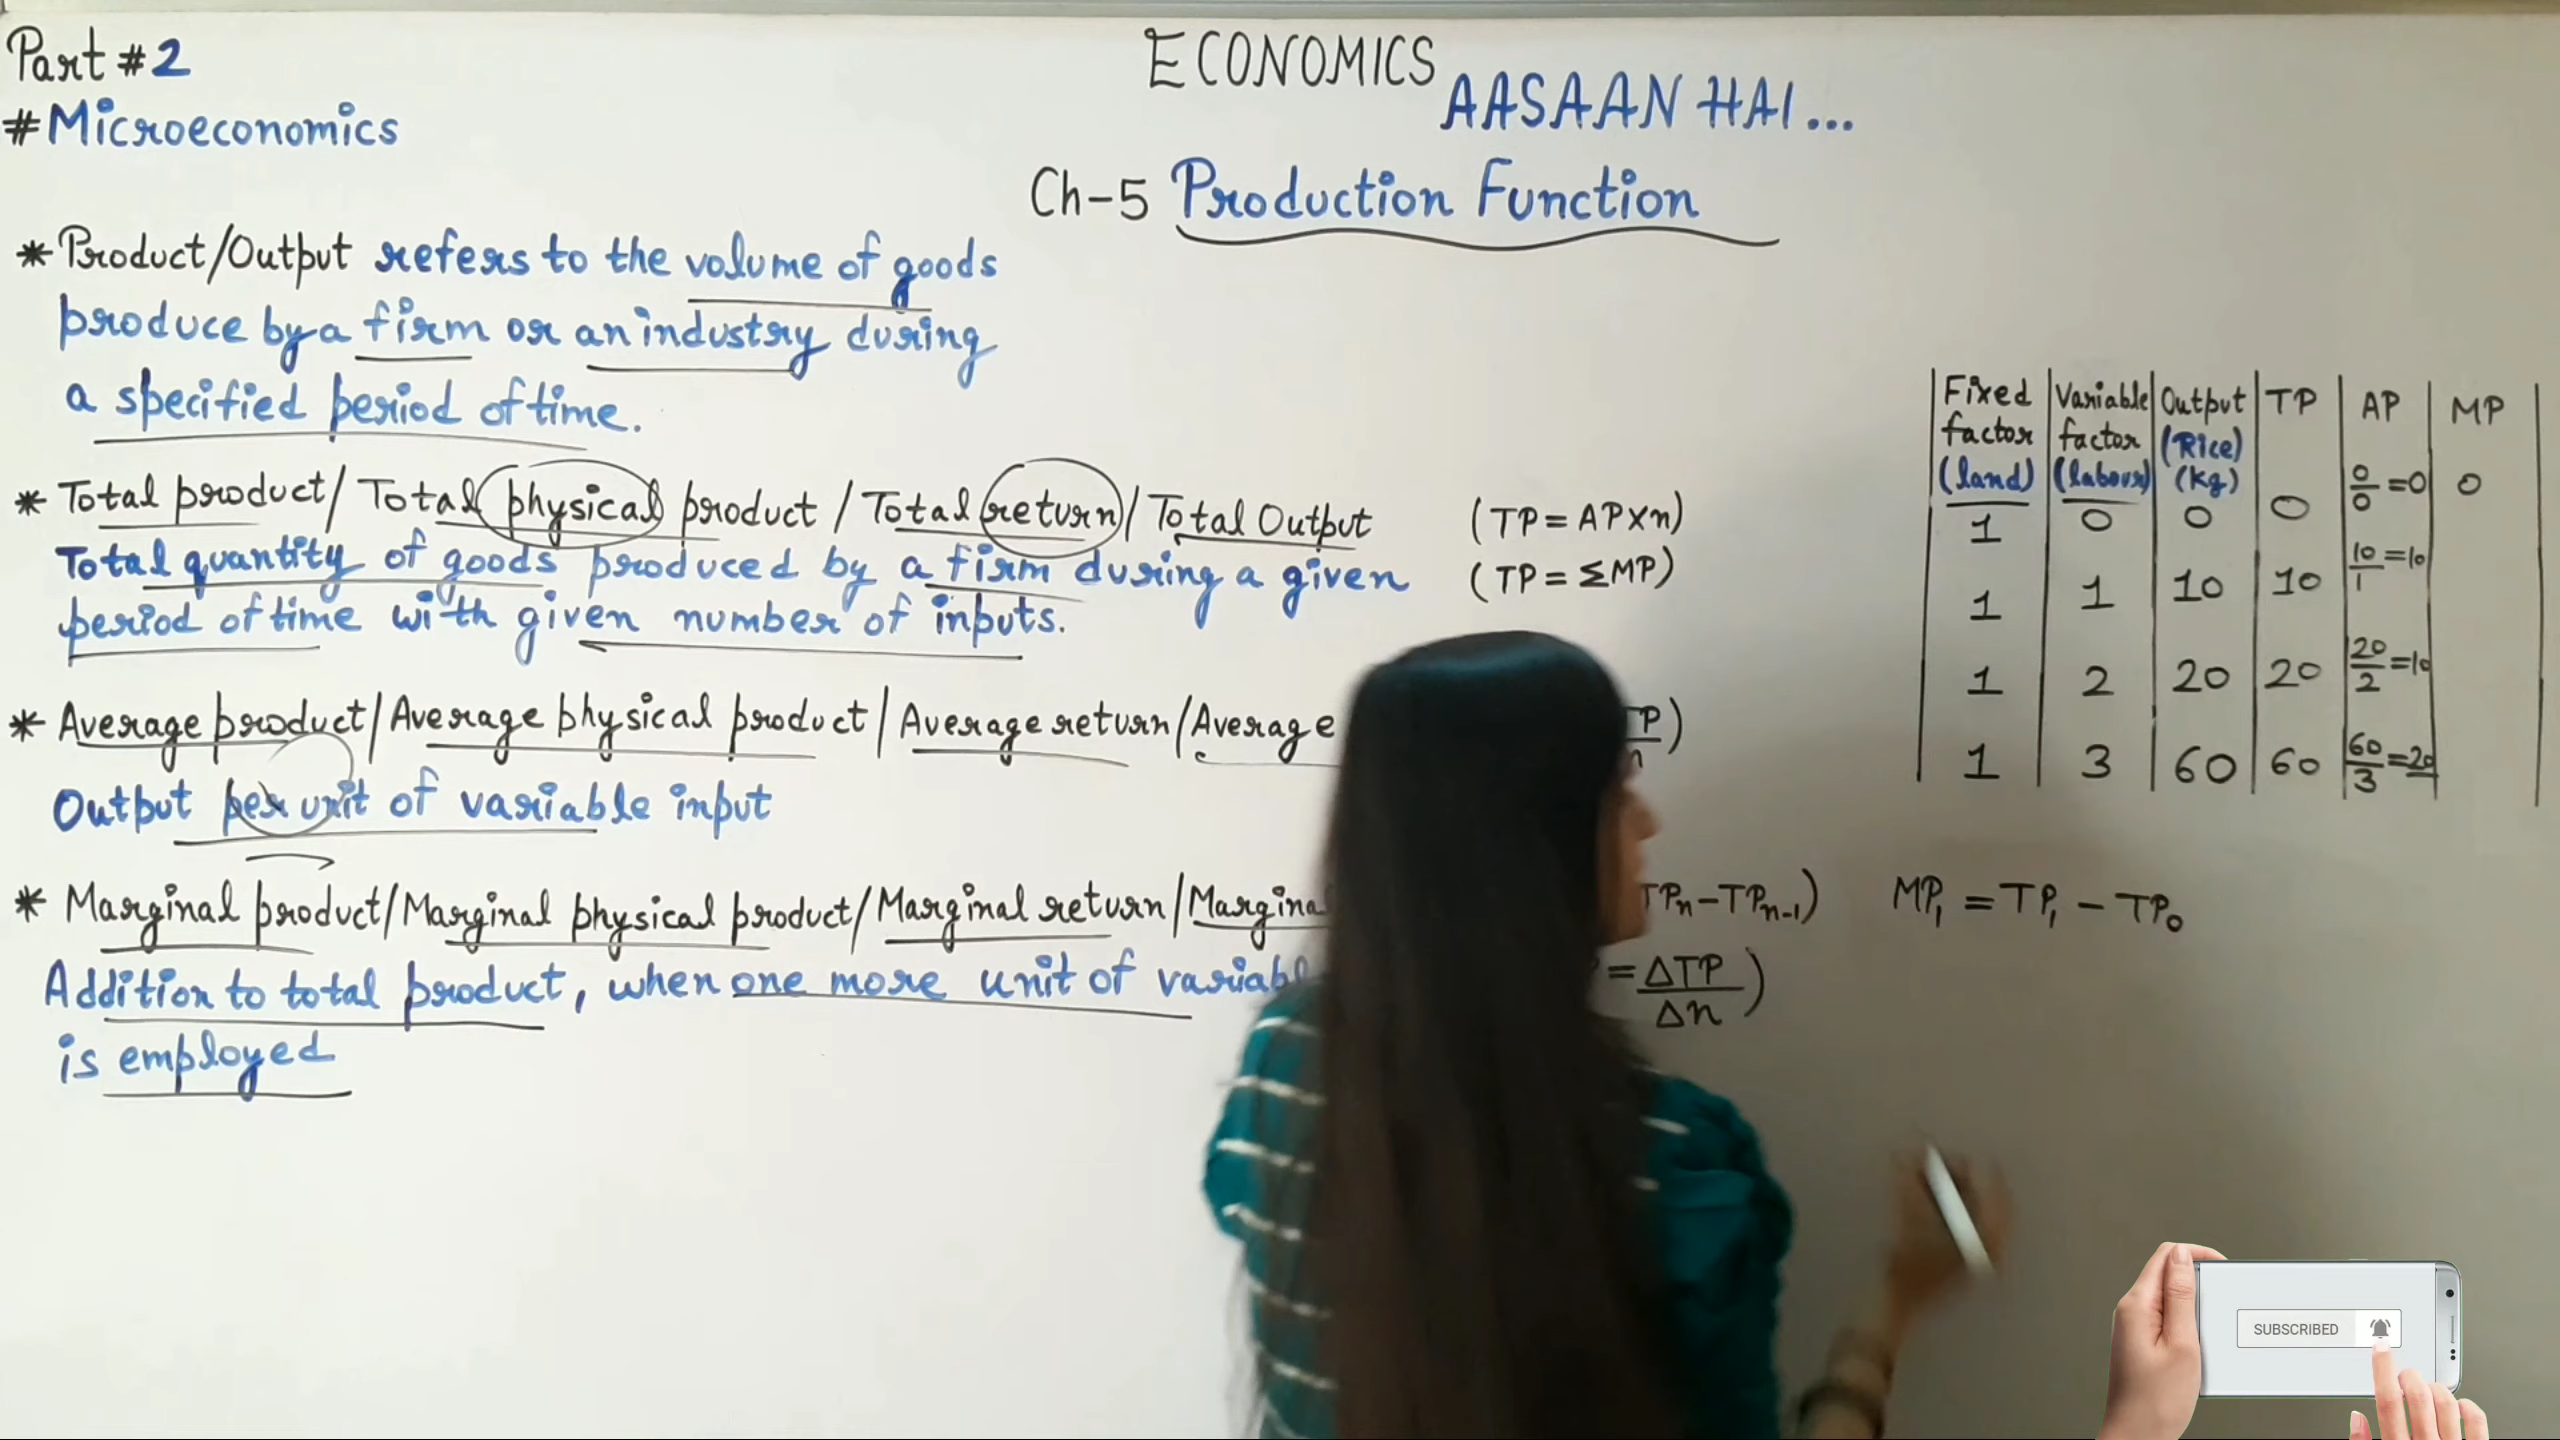 Part #2
#Microeconomics
ECONOMICS
AASAAN HAI...
Ch-5 Production Function
* Product/Output refers to the volume of goods
produce by a firm or an industry during
a specified period of time.
* Total product/ Total physical product / Total return / Total Output (TP = AP×n)
Total quantity of goods produced by a firm during a given (TP = ΣMP)
period of time with given number of inputs.
* Average product/Average physical product/Average return/Average
Output per unit of variable input
* Marginal product/Marginal physical product/Marginal return/
TPn-TPn-1) MP1 = TP1 - TP0
Addition to total product, when one more unit of
= ΔTP/Δn)
is employed
Fixed factor (land) | Variable factor (labour) | Output (Rice) (kg) | TP | AP | MP
1 | 0 | 0 | 0 | 0/0 =0 | 0
1 | 1 | 10 | 10 | 10/1 =10
1 | 2 | 20 | 20 | 20/2 =10
1 | 3 | 60 | 60 | 60/3 =20
SUBSCRIBED